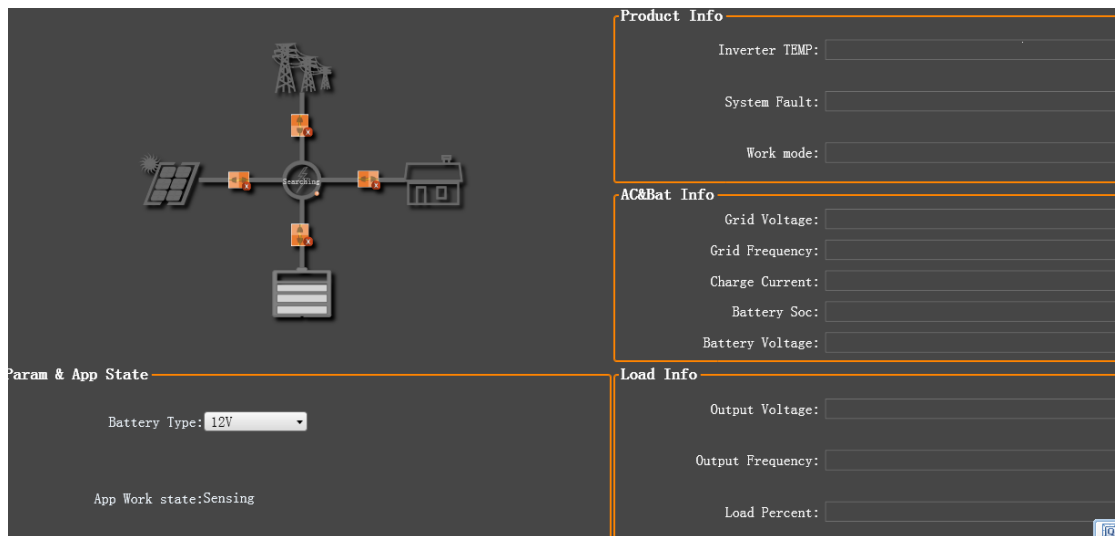 Searching
Product Info
Inverter TEMP:
System Fault:
Work mode:
AC&Bat Info
Grid Voltage:
Grid Frequency:
Charge Current:
Battery Soc:
Battery Voltage:
Param & App State
Battery Type: 12V
App Work state:Sensing
Load Info
Output Voltage:
Output Frequency:
Load Percent: